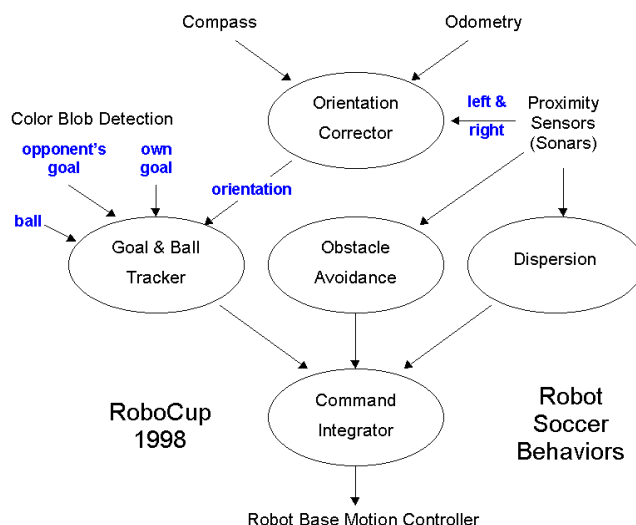 Compass
Odometry
Orientation
Corrector
left &
right
Proximity
Sensors
(Sonars)
Color Blob Detection
opponent's
goal
own
goal
orientation
ball
Goal & Ball
Tracker
Obstacle
Avoidance
Dispersion
Command
Integrator
RoboCup
1998
Robot
Soccer
Behaviors
Robot Base Motion Controller